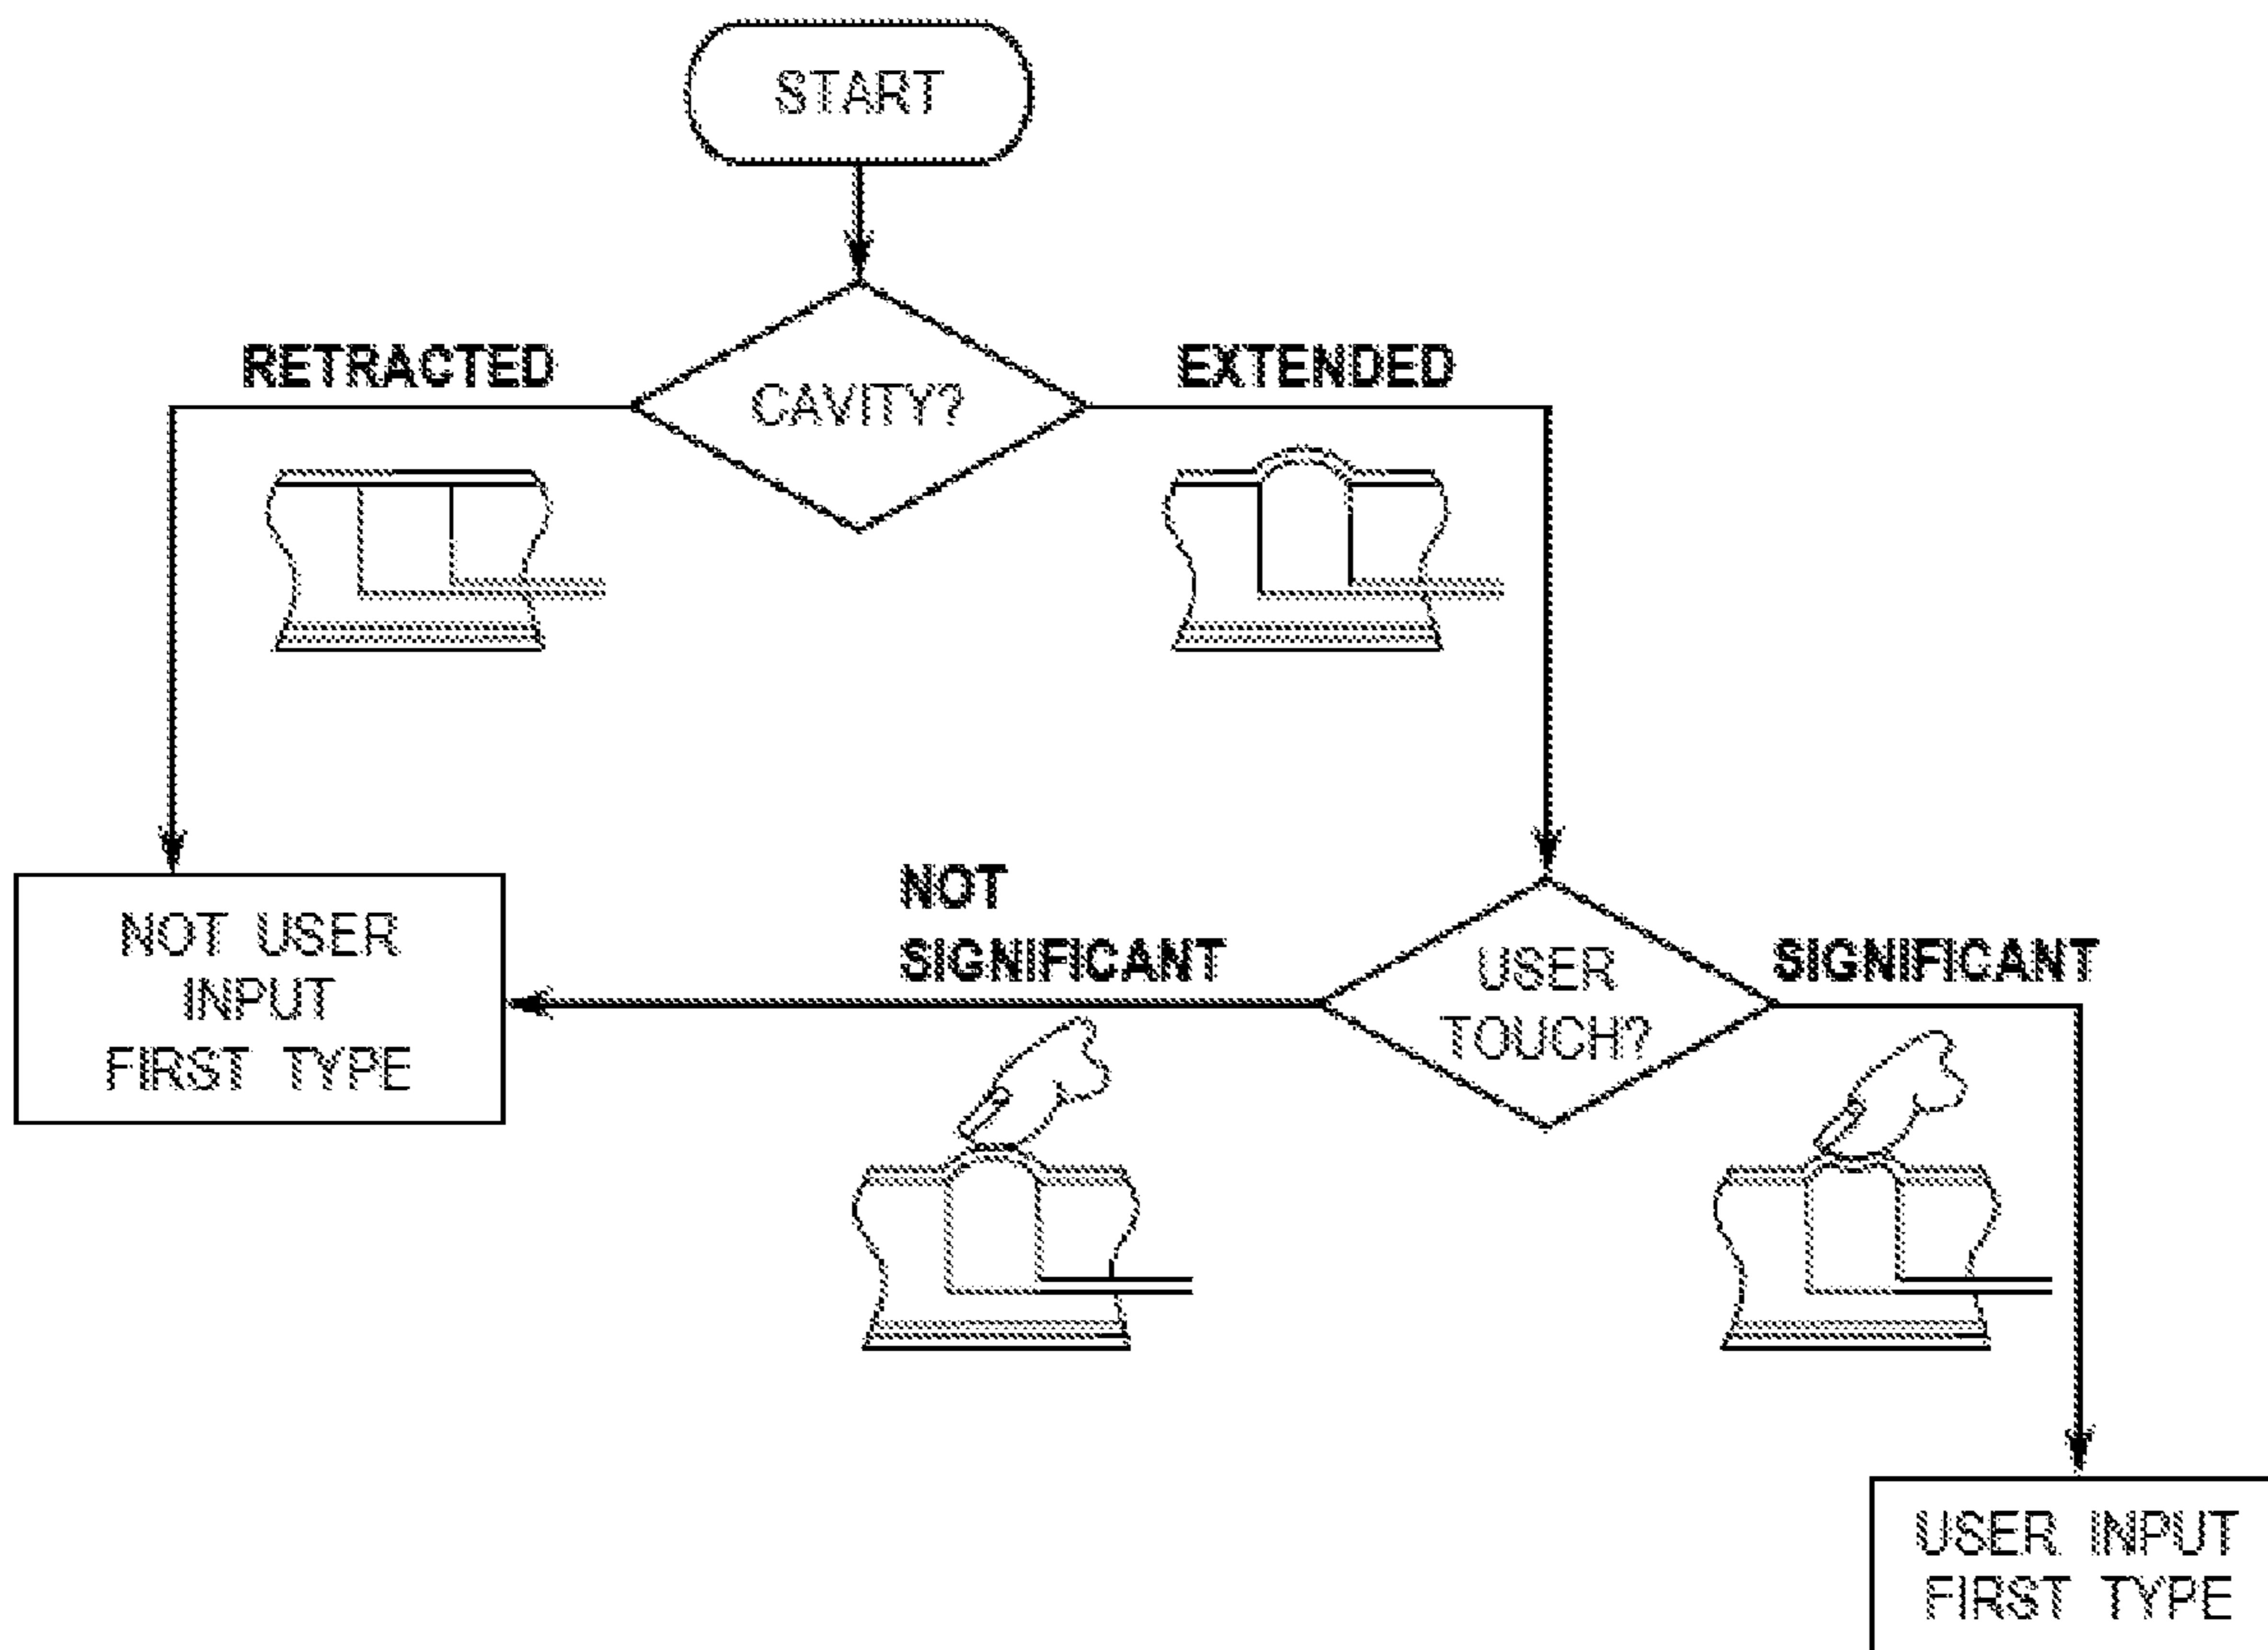 START
RETRACTED
EXTENDED
CAVITY?
NOT USER
INPUT
FIRST TYPE
NOT
SIGNIFICANT
USER
TOUCH?
SIGNIFICANT
USER INPUT
FIRST TYPE